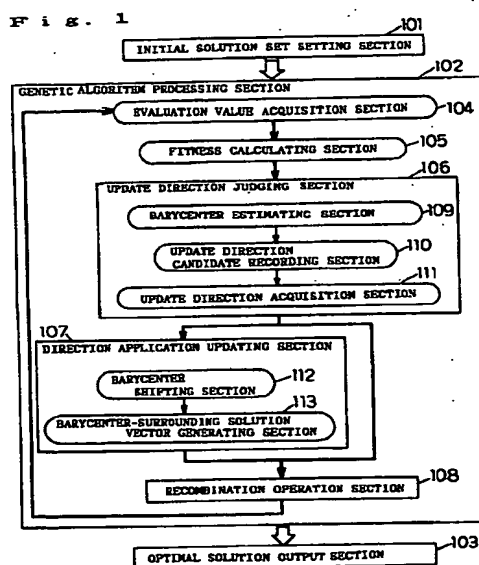 Fig. 1
101
INITIAL SOLUTION SET SETTING SECTION
102
GENETIC ALGORITHM PROCESSING SECTION
EVALUATION VALUE ACQUISITION SECTION
104
FITNESS CALCULATING SECTION
105
106
UPDATE DIRECTION JUDGING SECTION
BARYCENTER ESTIMATING SECTION
109
UPDATE DIRECTION
CANDIDATE RECORDING SECTION
110
111
UPDATE DIRECTION ACQUISITION SECTION
107
DIRECTION APPLICATION UPDATING SECTION
BARYCENTER
SHIFTING SECTION
112
113
BARYCENTER-SURROUNDING SOLUTION
VECTOR GENERATING SECTION
RECOMBINATION OPERATION SECTION
108
OPTIMAL SOLUTION OUTPUT SECTION
103